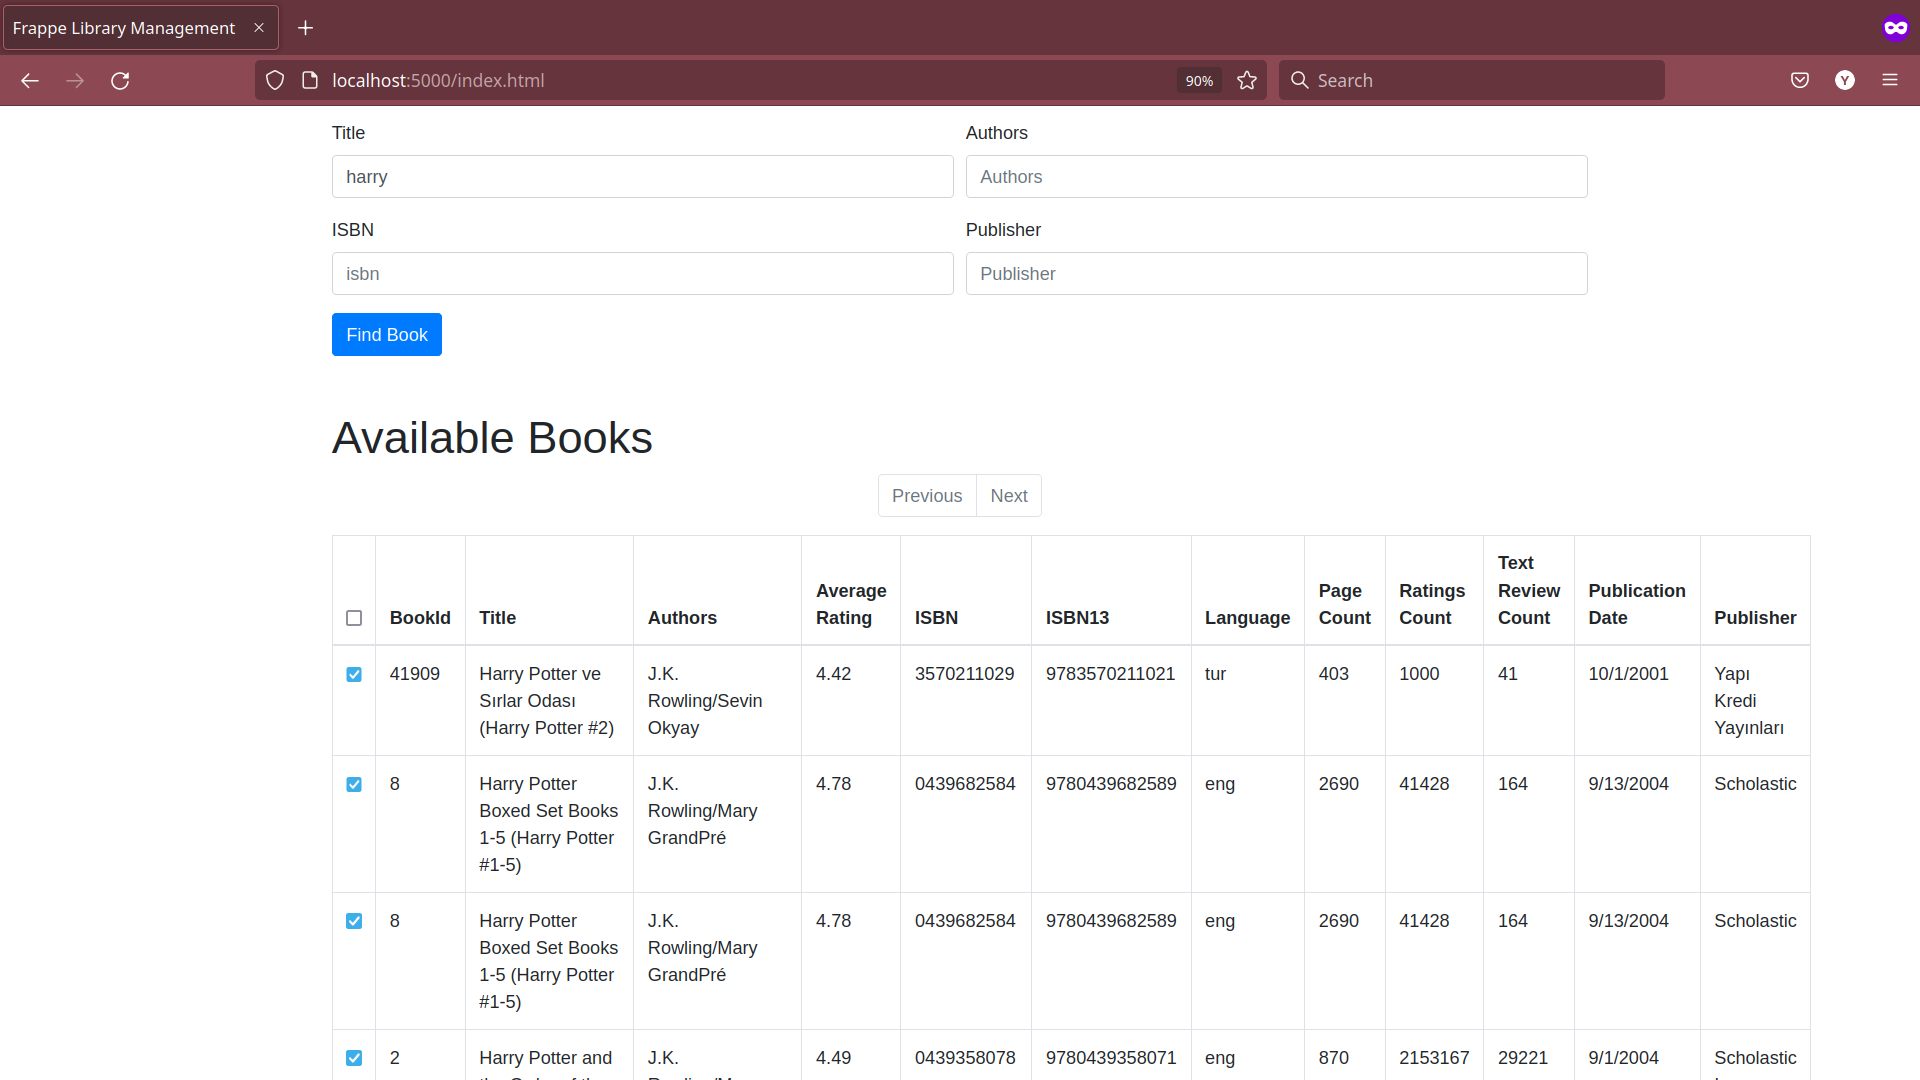 Frappe Library Management
localhost:5000/index.html
90%
Search
Y
Title
Authors
harry
Authors
ISBN
Publisher
isbn
Publisher
Find Book
Available Books
Previous Next
BookId
Title
Authors
Average
Rating
ISBN
ISBN13
Language
Page
Count
Ratings
Count
Text
Review
Count
Publication
Date
Publisher
41909
Harry Potter ve
Sırlar Odası
(Harry Potter #2)
J.K.
Rowling/Sevin
Okyay
4.42
3570211029
9783570211021
tur
403
1000
41
10/1/2001
Yapı
Kredi
Yayınları
8
Harry Potter
Boxed Set Books
1-5 (Harry Potter
#1-5)
J.K.
Rowling/Mary
GrandPré
4.78
0439682584
9780439682589
eng
2690
41428
164
9/13/2004
Scholastic
8
Harry Potter
Boxed Set Books
1-5 (Harry Potter
#1-5)
J.K.
Rowling/Mary
GrandPré
4.78
0439682584
9780439682589
eng
2690
41428
164
9/13/2004
Scholastic
2
Harry Potter and
J.K.
4.49
0439358078
9780439358071
eng
870
2153167
29221
9/1/2004
Scholastic